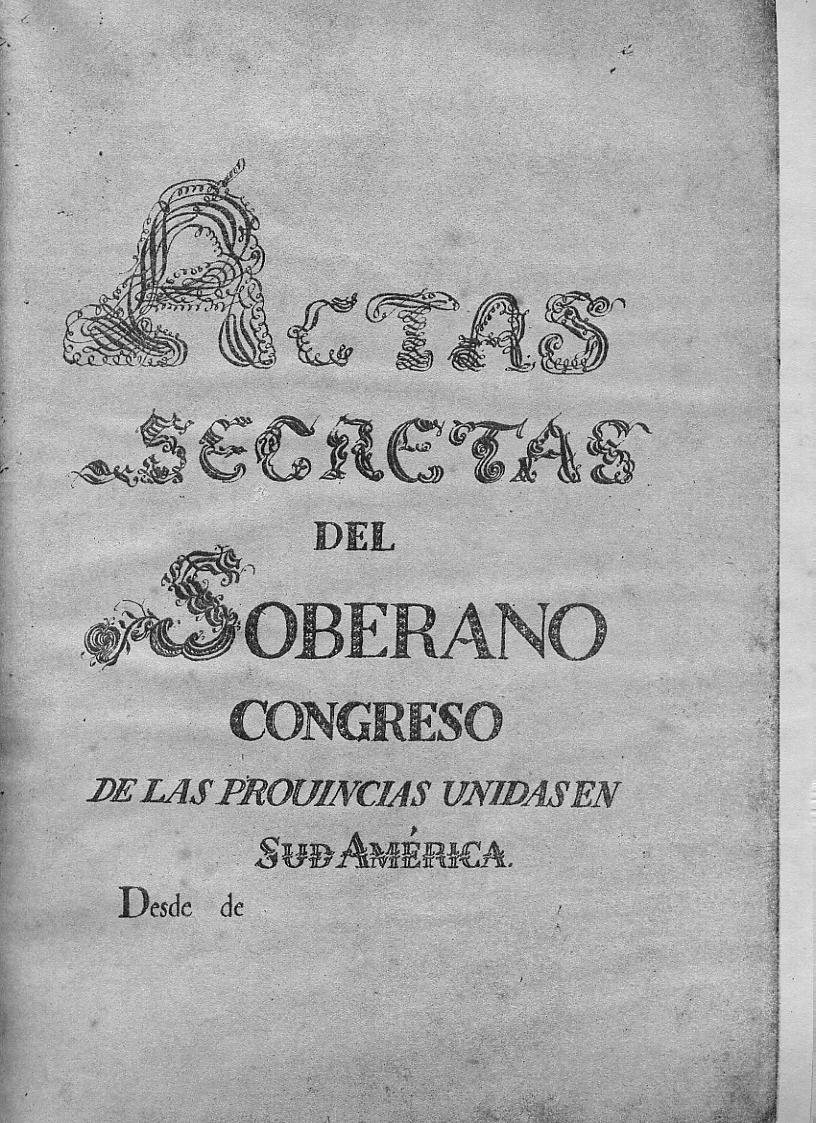 ACTAS
SECRETAS
DEL
SOBERANO
CONGRESO
DE LAS PROUINCIAS UNIDAS EN
SUD AMÉRICA.
Desde de